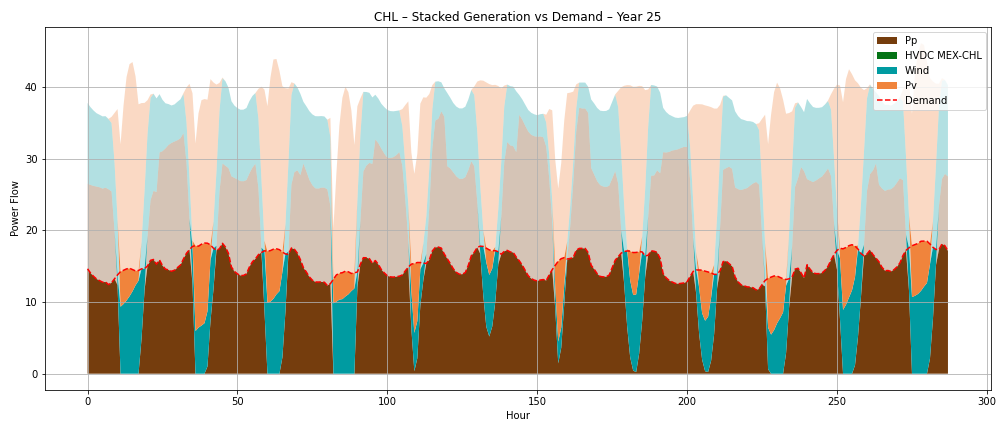 CHL – Stacked Generation vs Demand – Year 25
Pp
HVDC MEX-CHL
Wind
Pv
Demand
Power Flow
40
30
20
10
0
0 50 100 150 200 250 300
Hour